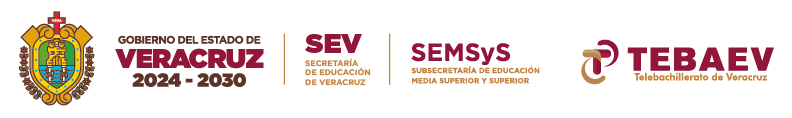 VERA
GOBIERNO DEL ESTADO DE
VERACRUZ
2024 - 2030
SEV
SECRETARÍA
DE EDUCACIÓN
DE VERACRUZ
SEMSyS
SUBSECRETARÍA DE EDUCACIÓN
MEDIA SUPERIOR Y SUPERIOR
TEBAEV
Telebachillerato de Veracruz